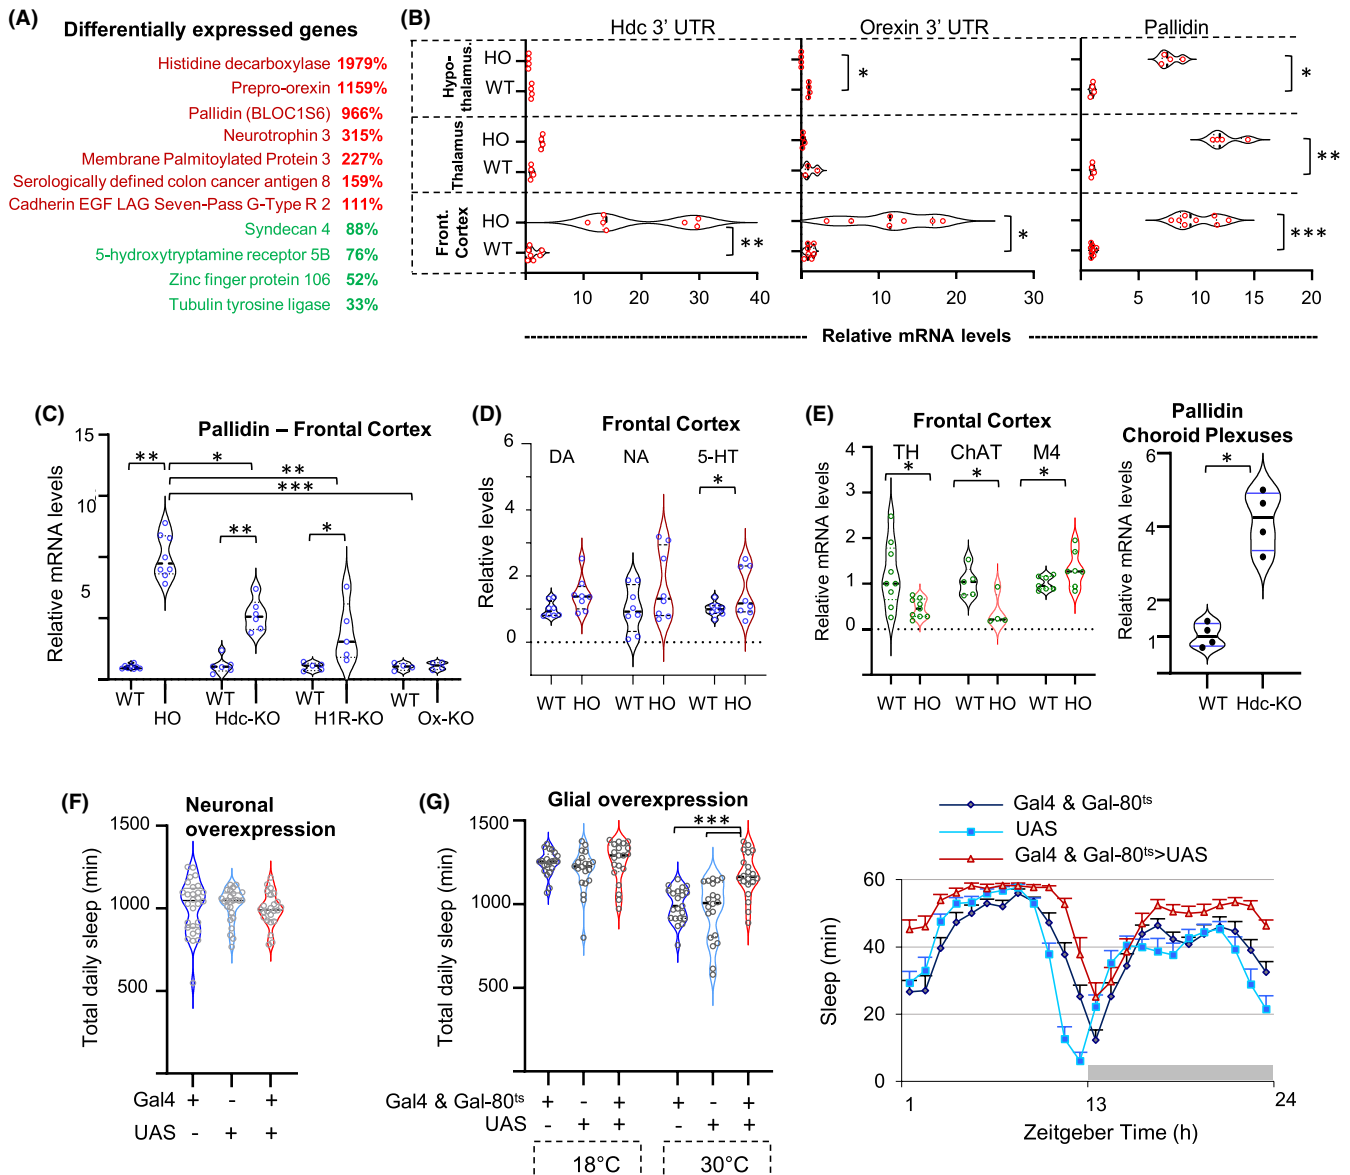 (A)
Differentially expressed genes
Histidine decarboxylase 1979%
Prepro-orexin 1159%
Pallidin (BLOC1S6) 966%
Neurotrophin 3 315%
Membrane Palmitoylated Protein 3 227%
Serologically defined colon cancer antigen 8 159%
Cadherin EGF LAG Seven-Pass G-Type R 2 111%
Syndecan 4 88%
5-hydroxytryptamine receptor 5B 76%
Zinc finger protein 106 52%
Tubulin tyrosine ligase 33%
(B)
Hdc 3' UTR Orexin 3' UTR Pallidin
Hypo-
thalamus.
HO
WT
* *
Thalamus
HO
WT
**
Front.
Cortex
HO
WT
** * ***
10 20 30 40 10 20 30 5 10 15 20
Relative mRNA levels
(C)
Pallidin – Frontal Cortex
Relative mRNA levels
15
10
5
** * ** *** ** *
WT WT WT WT
HO Hdc-KO H1R-KO Ox-KO
(D)
Frontal Cortex
DA NA 5-HT
*
Relative levels
6
4
2
0
WT HO WT HO WT HO
(E)
Frontal Cortex
TH ChAT M4
* * *
Relative mRNA levels
4
3
2
1
0
WT HO WT HO WT HO
Pallidin
Choroid Plexuses
*
Relative mRNA levels
6
4
2
1
WT Hdc-KO
(F)
Neuronal
overexpression
Total daily sleep (min)
1500
1000
500
Gal4 + - +
UAS - + +
(G)
Glial overexpression
***
Total daily sleep (min)
1500
1000
500
Gal4 & Gal-80ts + - + + - +
UAS - + + - + +
18°C 30°C
Gal4 & Gal-80ts
UAS
Gal4 & Gal-80ts>UAS
Sleep (min)
60
40
20
0
1 13 24
Zeitgeber Time (h)